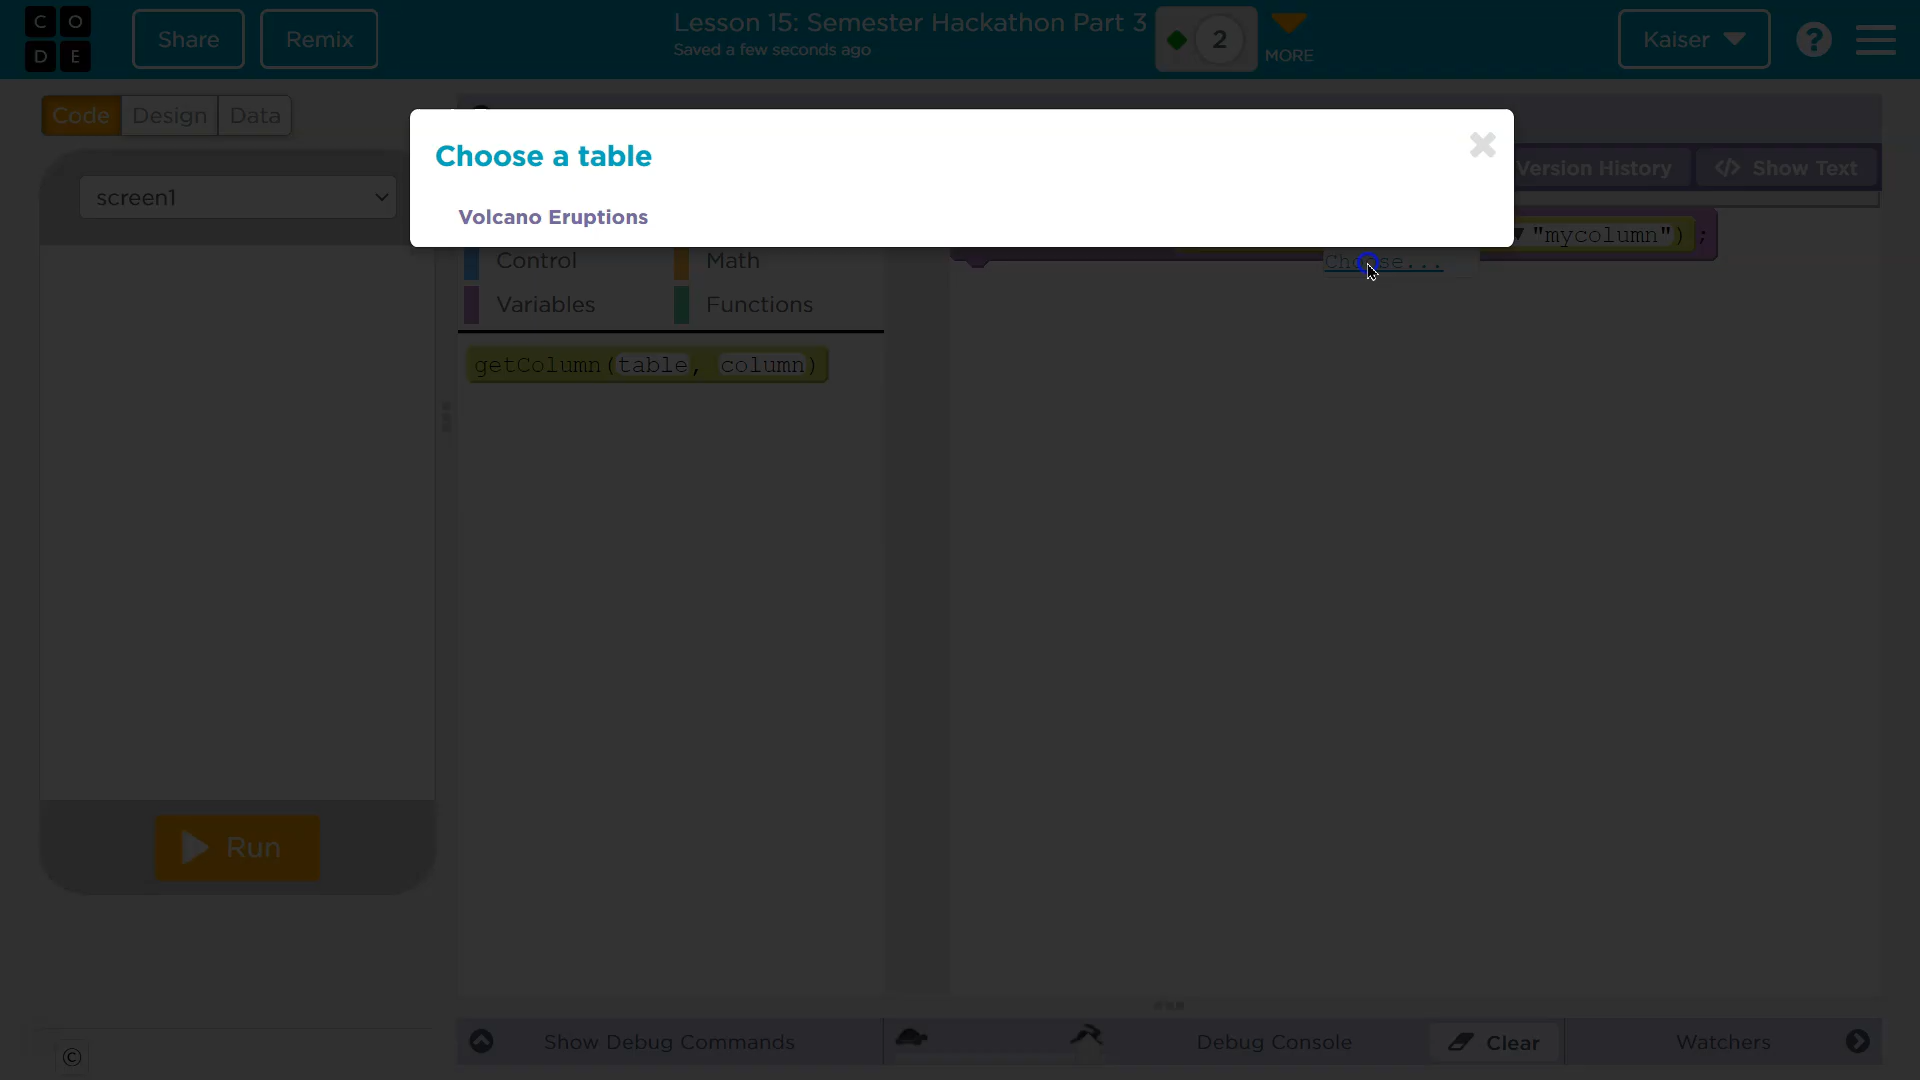 C O
D E
Share
Remix
Lesson 15: Semester Hackathon Part 3
Saved a few seconds ago
2
MORE
Kaiser
?
Code
Design
Data
Choose a table
Volcano Eruptions
Version History
</> Show Text
screen1
"mycolumn") ;
Choose...
Control
Math
Variables
Functions
getColumn(table, column)
Run
Show Debug Commands
Debug Console
Clear
Watchers
©